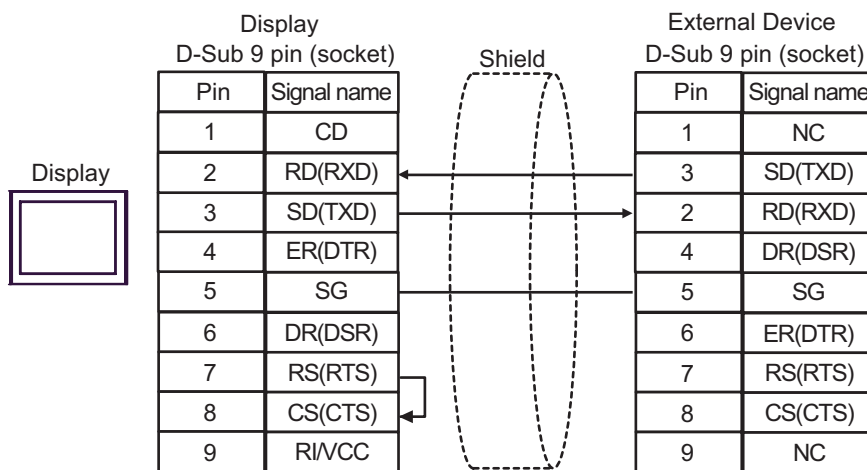 Display
D-Sub 9 pin (socket)
Shield
External Device
D-Sub 9 pin (socket)
Display
Pin Signal name
1 CD
2 RD(RXD)
3 SD(TXD)
4 ER(DTR)
5 SG
6 DR(DSR)
7 RS(RTS)
8 CS(CTS)
9 RI/VCC
Pin Signal name
1 NC
3 SD(TXD)
2 RD(RXD)
4 DR(DSR)
5 SG
6 ER(DTR)
7 RS(RTS)
8 CS(CTS)
9 NC